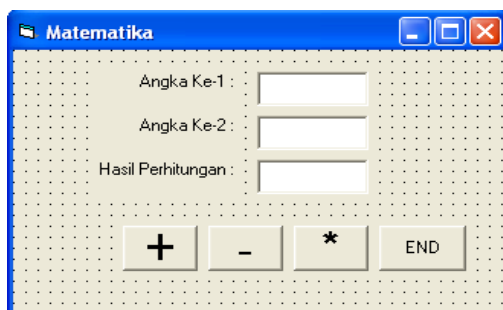 Matematika
Angka Ke-1 :
Angka Ke-2 :
Hasil Perhitungan :
+ - * END